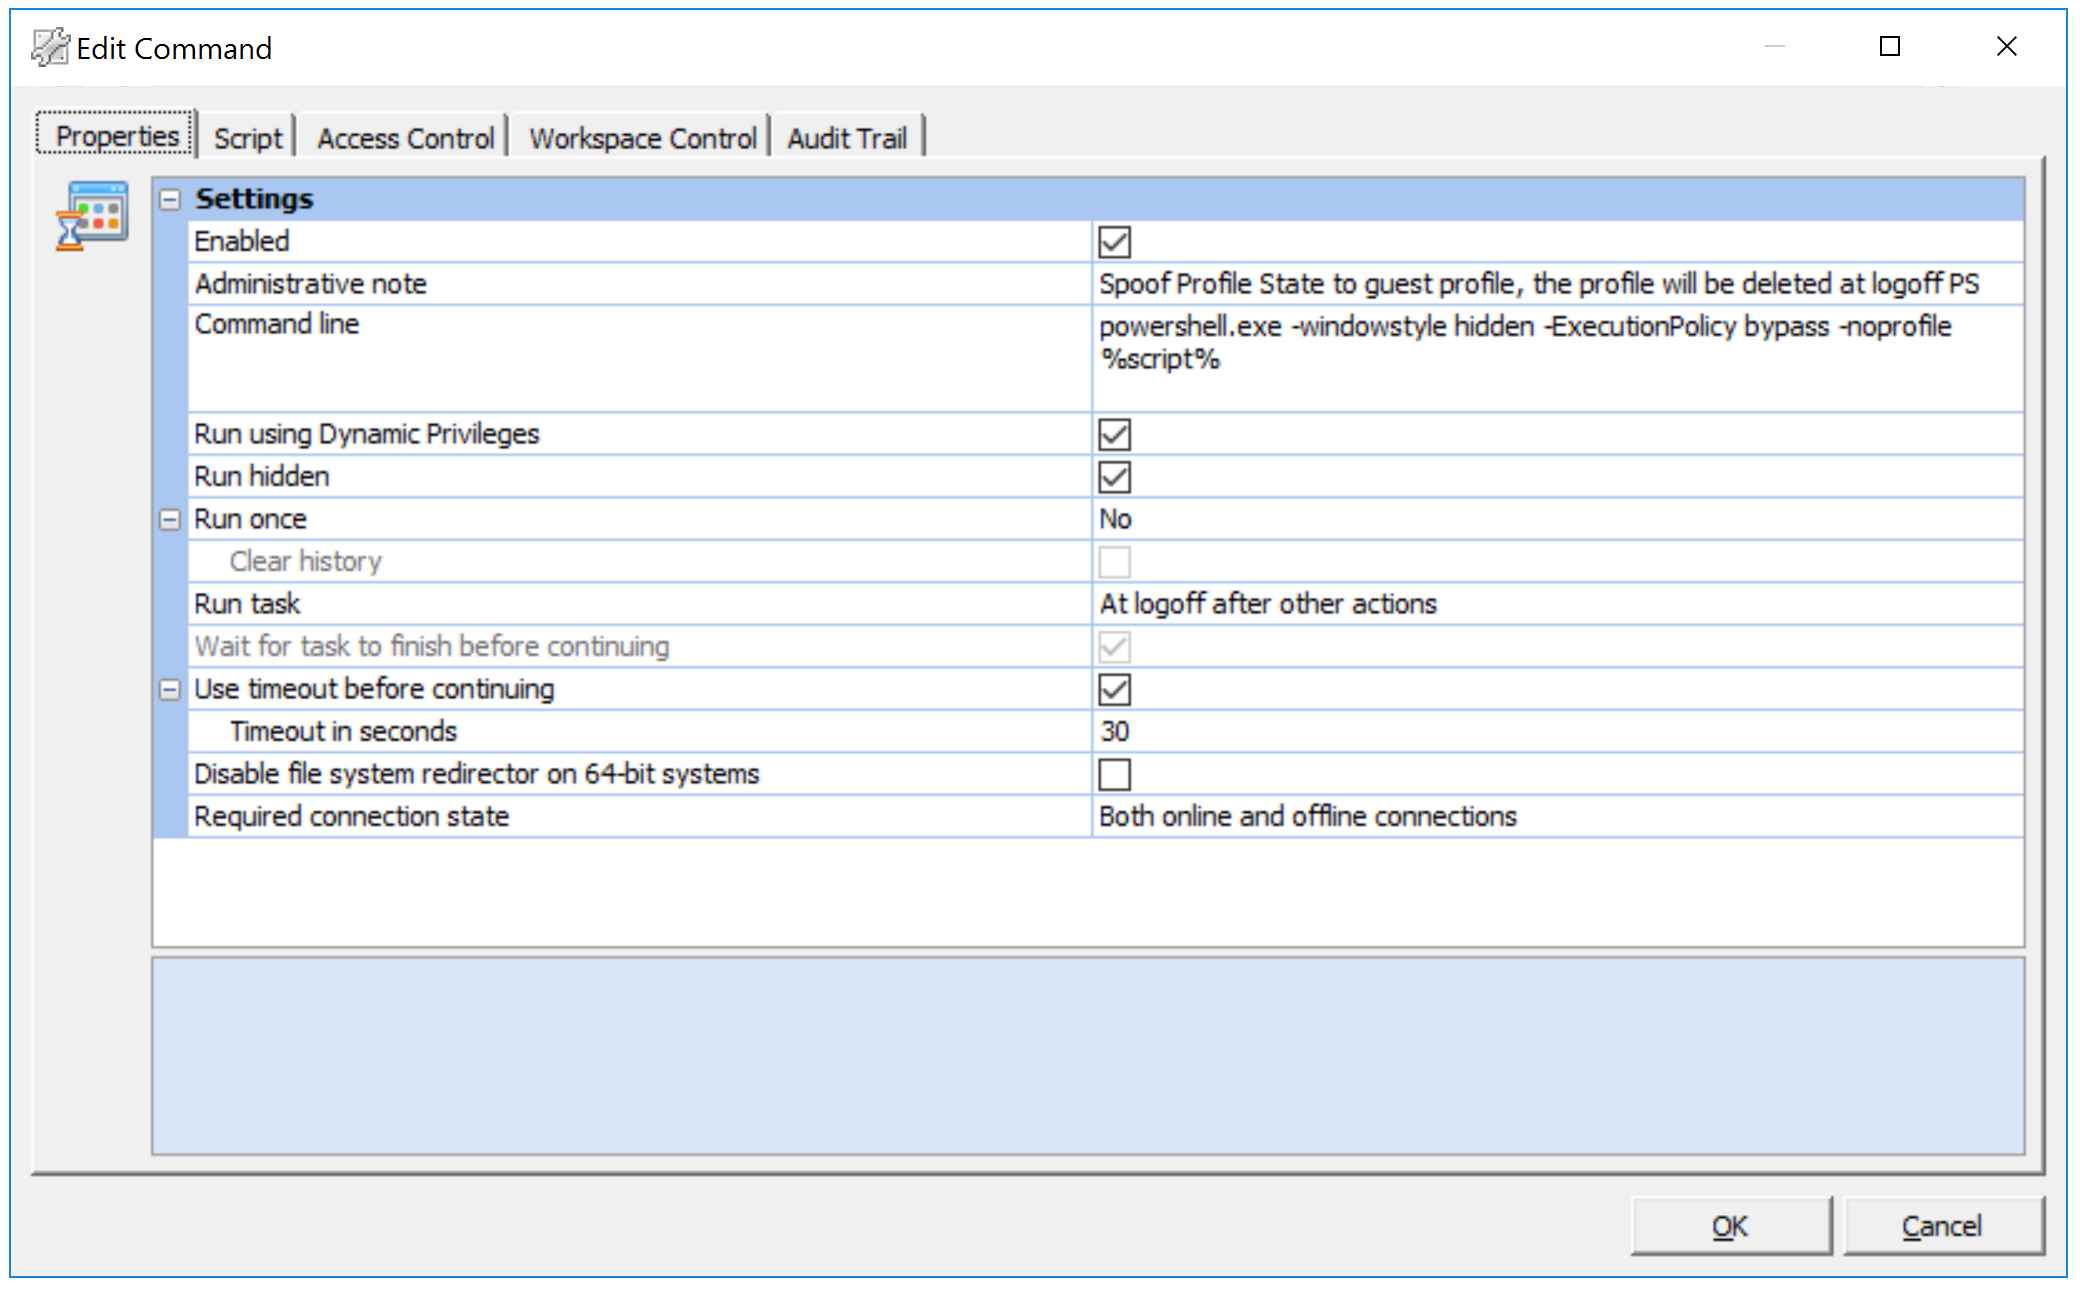 Edit Command
Properties Script Access Control Workspace Control Audit Trail
Settings
Enabled
Administrative note Spoof Profile State to guest profile, the profile will be deleted at logoff PS
Command line powershell.exe -windowstyle hidden -ExecutionPolicy bypass -noprofile
%script%
Run using Dynamic Privileges
Run hidden
Run once No
Clear history
Run task At logoff after other actions
Wait for task to finish before continuing
Use timeout before continuing
Timeout in seconds 30
Disable file system redirector on 64-bit systems
Required connection state Both online and offline connections
OK Cancel